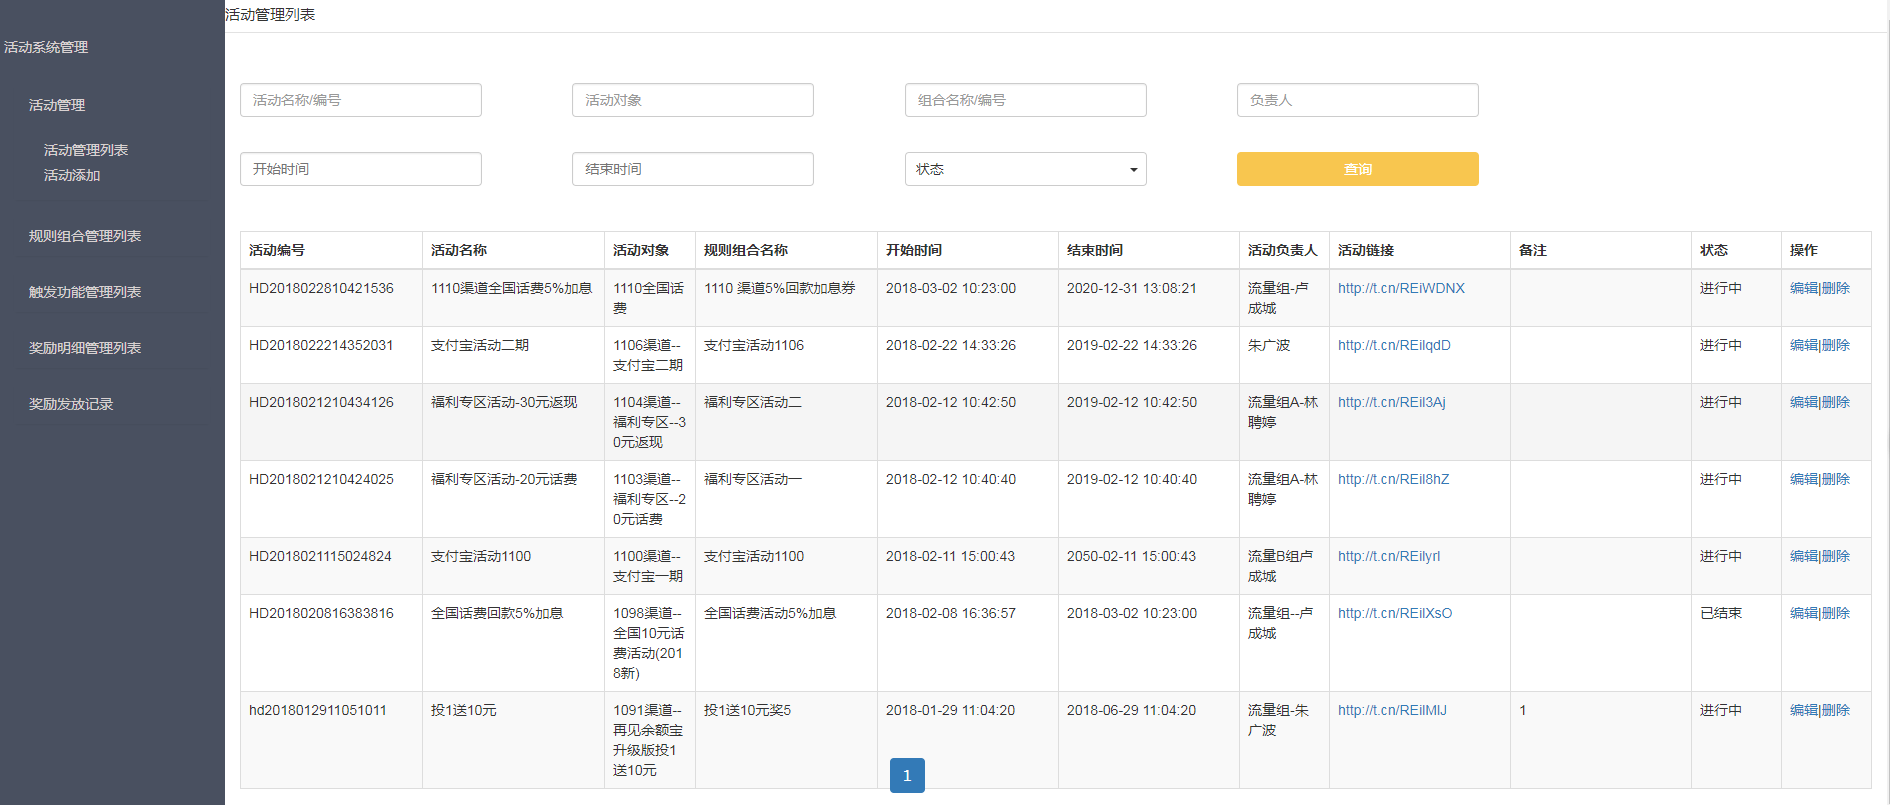 活动管理列表
活动系统管理
活动管理
活动管理列表
活动添加
规则组合管理列表
触发功能管理列表
奖励明细管理列表
奖励发放记录
活动名称/编号 活动对象 组合名称/编号 负责人
开始时间 结束时间 状态 查询
活动编号 活动名称 活动对象 规则组合名称 开始时间 结束时间 活动负责人 活动链接 备注 状态 操作
HD2018022810421536 1110渠道全国话费5%加息 1110全国话 1110 渠道5%回款加息券 2018-03-02 10:23:00 2020-12-31 13:08:21 流量组-卢 http://t.cn/REiWDNX 进行中 编辑|删除
费 成城
HD2018022214352031 支付宝活动二期 1106渠道-- 支付宝活动1106 2018-02-22 14:33:26 2019-02-22 14:33:26 朱广波 http://t.cn/REilqdD 进行中 编辑|删除
支付宝二期
HD2018021210434126 福利专区活动-30元返现 1104渠道-- 福利专区活动二 2018-02-12 10:42:50 2019-02-12 10:42:50 流量组A-林 http://t.cn/REil3Aj 进行中 编辑|删除
福利专区--3 聘婷
0元返现
HD2018021210424025 福利专区活动-20元话费 1103渠道-- 福利专区活动一 2018-02-12 10:40:40 2019-02-12 10:40:40 流量组A-林 http://t.cn/REil8hZ 进行中 编辑|删除
福利专区--2 聘婷
0元话费
HD2018021115024824 支付宝活动1100 1100渠道-- 支付宝活动1100 2018-02-11 15:00:43 2050-02-11 15:00:43 流量B组卢 http://t.cn/REilyrl 进行中 编辑|删除
支付宝一期 成城
HD2018020816383816 全国话费回款5%加息 1098渠道-- 全国话费活动5%加息 2018-02-08 16:36:57 2018-03-02 10:23:00 流量组--卢 http://t.cn/REilXsO 已结束 编辑|删除
全国10元话 成城
费活动(201
8新)
hd2018012911051011 投1送10元 1091渠道-- 投1送10元奖5 2018-01-29 11:04:20 2018-06-29 11:04:20 流量组-朱 http://t.cn/REilMIJ 1 进行中 编辑|删除
再见余额宝 广波
升级版投1
送10元
1